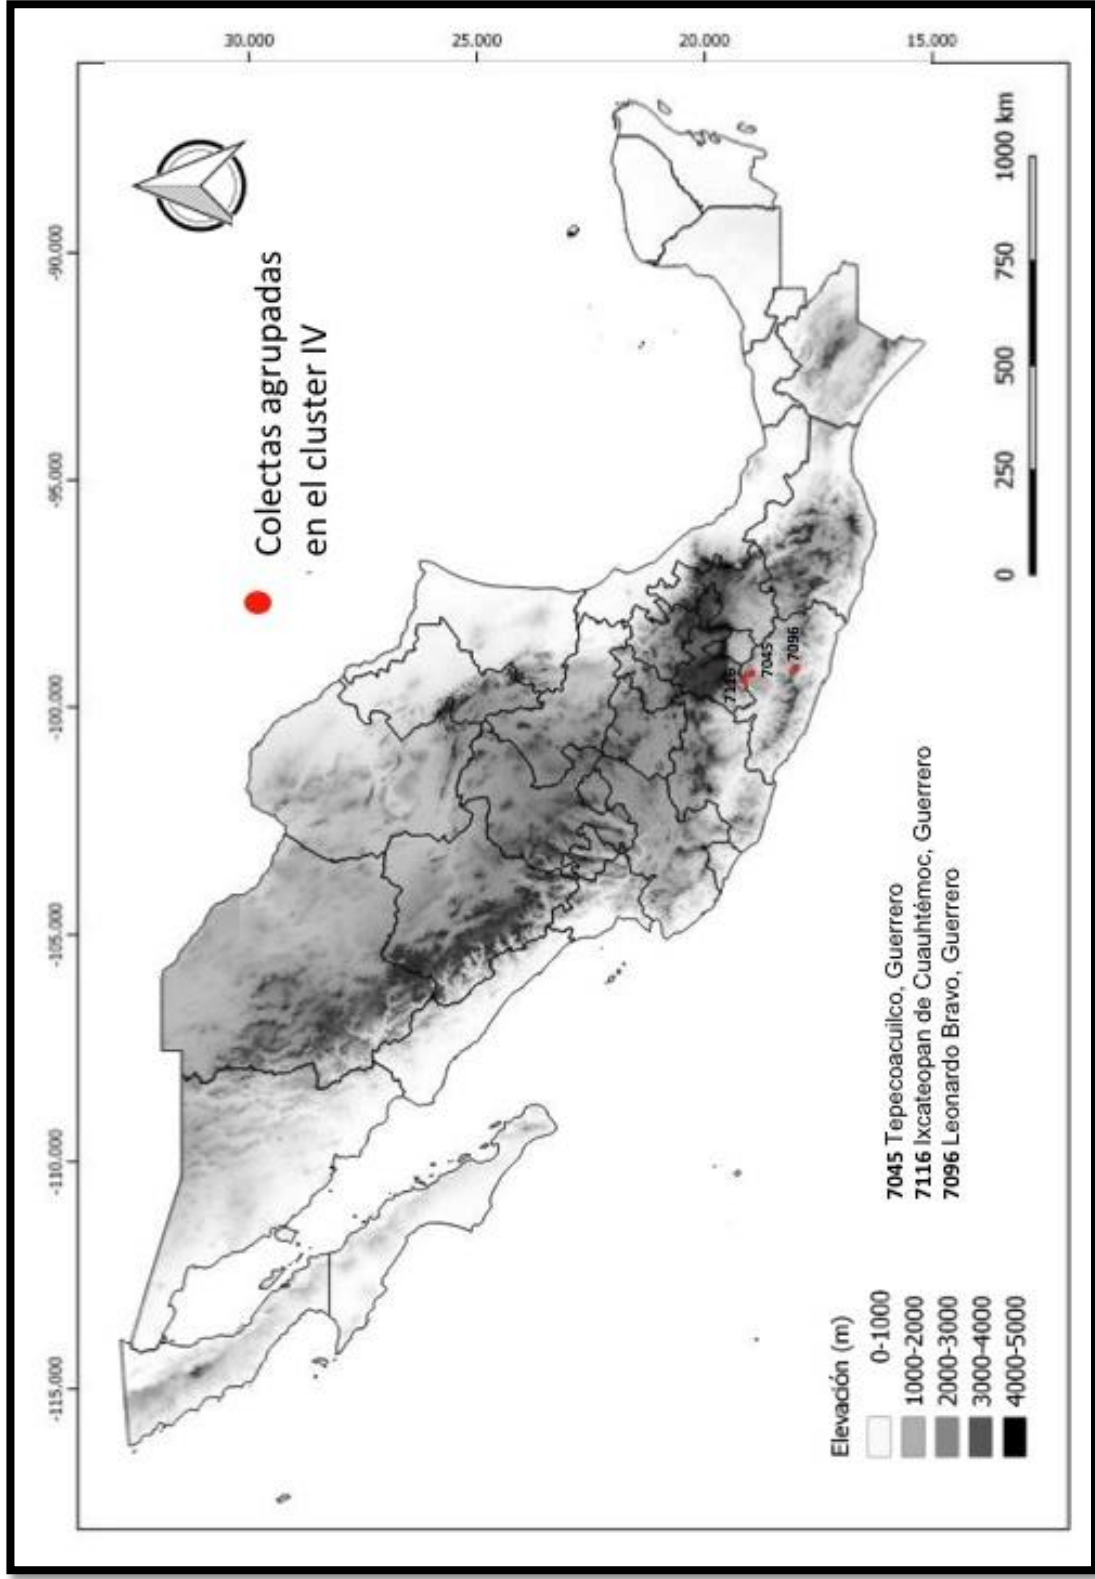 Colectas agrupadas
en el cluster IV
-115.000
-110.000
-105.000
-100.000
-95.000
-90.000
30.000
25.000
20.000
15.000
7116
7045
7096
Elevación (m)
0-1000
1000-2000
2000-3000
3000-4000
4000-5000
7045 Tepecoacuilco, Guerrero
7116 Ixcateopan de Cuauhtémoc, Guerrero
7096 Leonardo Bravo, Guerrero
0 250 500 750 1000 km